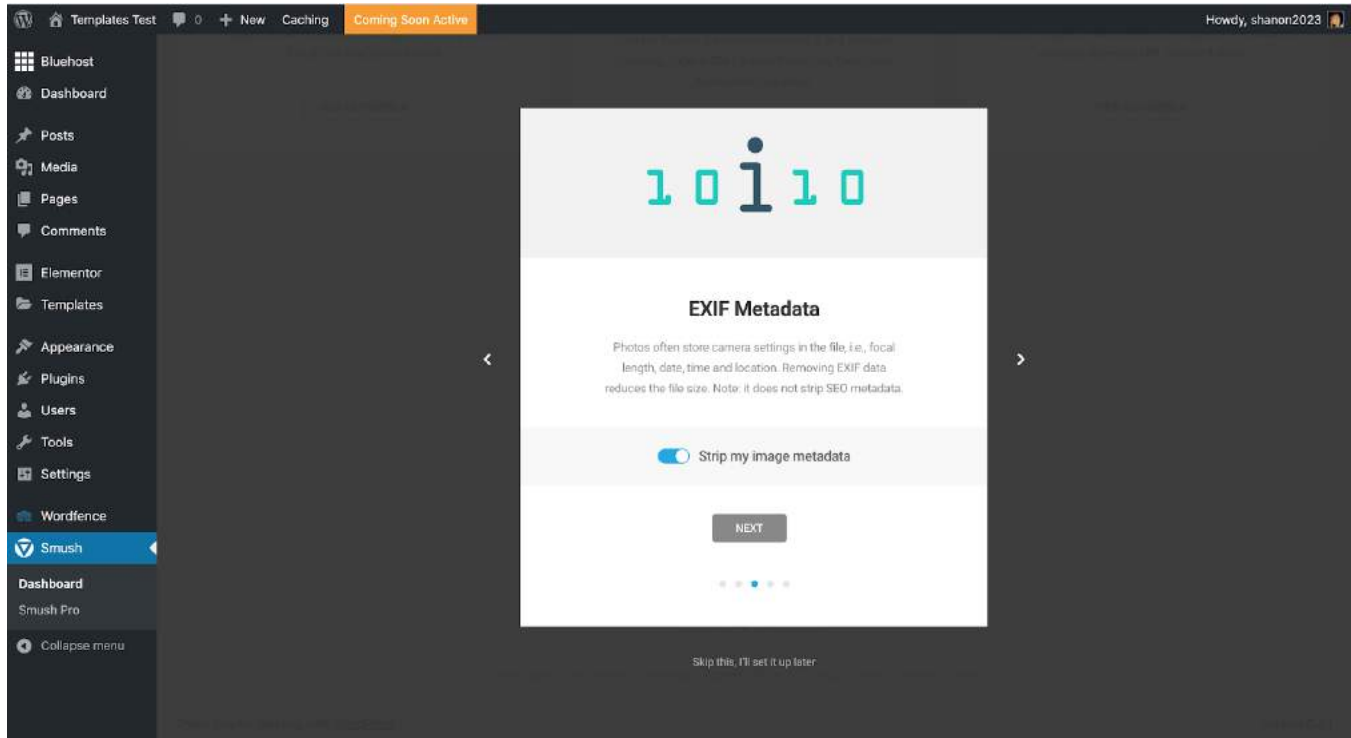 Templates Test 0 + New Caching Coming Soon Active Howdy, shanon2023
Bluehost
Dashboard
Posts
Media
Pages
Comments
Elementor
Templates
Appearance
Plugins
Users
Tools
Settings
Wordfence
Smush
Dashboard
Smush Pro
Collapse menu
10i10
EXIF Metadata
Photos often store camera settings in the file, i.e., focal
length, date, time and location. Removing EXIF data
reduces the file size. Note: it does not strip SEO metadata.
Strip my image metadata
NEXT
Skip this, I'll set it up later